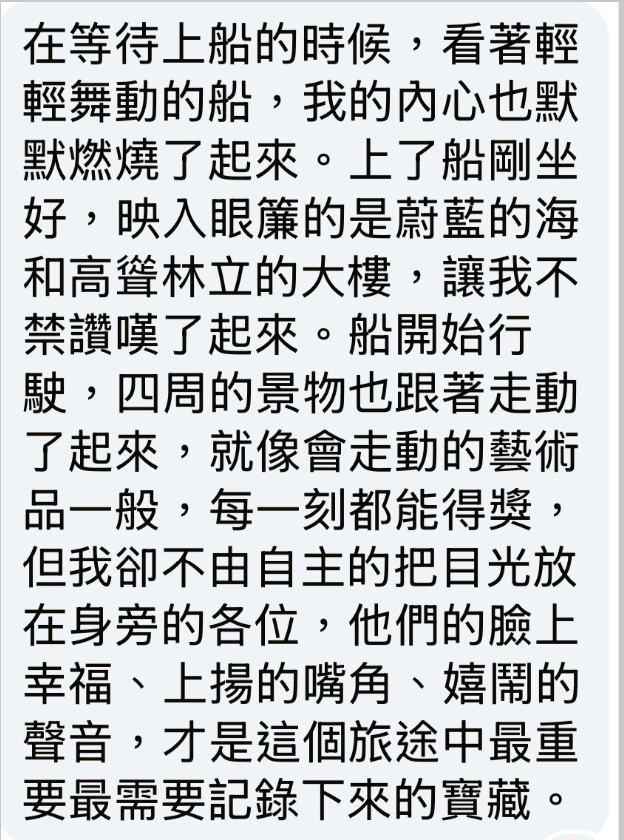 在等待上船的時候，看著輕
輕舞動的船，我的內心也默
默燃燒了起來。上了船剛坐
好，映入眼簾的是蔚藍的海
和高聳林立的大樓，讓我不
禁讚嘆了起來。船開始行
駛，四周的景物也跟著走動
了起來，就像會走動的藝術
品一般，每一刻都能得獎，
但我卻不由自主的把目光放
在身旁的各位，他們的臉上
幸福、上揚的嘴角、嬉鬧的
聲音，才是這個旅途中最重
要最需要記錄下來的寶藏。